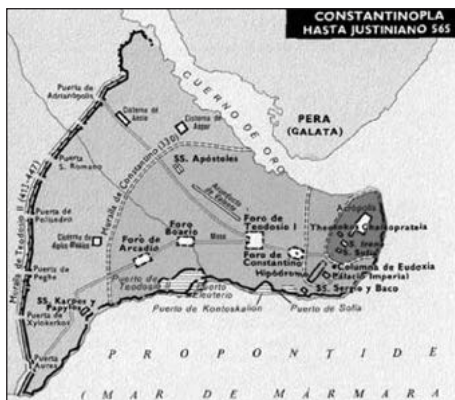 CONSTANTINOPLA
HASTA JUSTINIANO 565
CUERNO DE ORO
PERA
(GALATA)
Puerta de
Adrianópolis
Cisterna de
Aecio
Cisterna de
Aspar
Puerta
S. Romano
Muralla de Constantino (330)
SS. Apóstoles
Acueducto
de Valente
Muralla de Teodosio II (413-447)
Acrópolis
Theotokos Chalkoprateia
S. Irene
S. Sofía
Puerta de
Cisterna de
Foro
Boario
Mese
Foro de
Teodosio I
Foro
de Arcadio
Foro de
Constantino
Hipódromo
Columna de Eudoxia
(Palacio Imperial)
SS. Sergio y Baco
Puerta de
Peghe
SS. Karpos y
Papylos
Puerto de
Teodosio
Puerto
Eleuterio
Puerto de Kontoskalion
Puerto de Sofía
Puerta de
Xylokerkos
Puerta
Aurea
PROPONTIDE
(MAR DE MÁRMARA